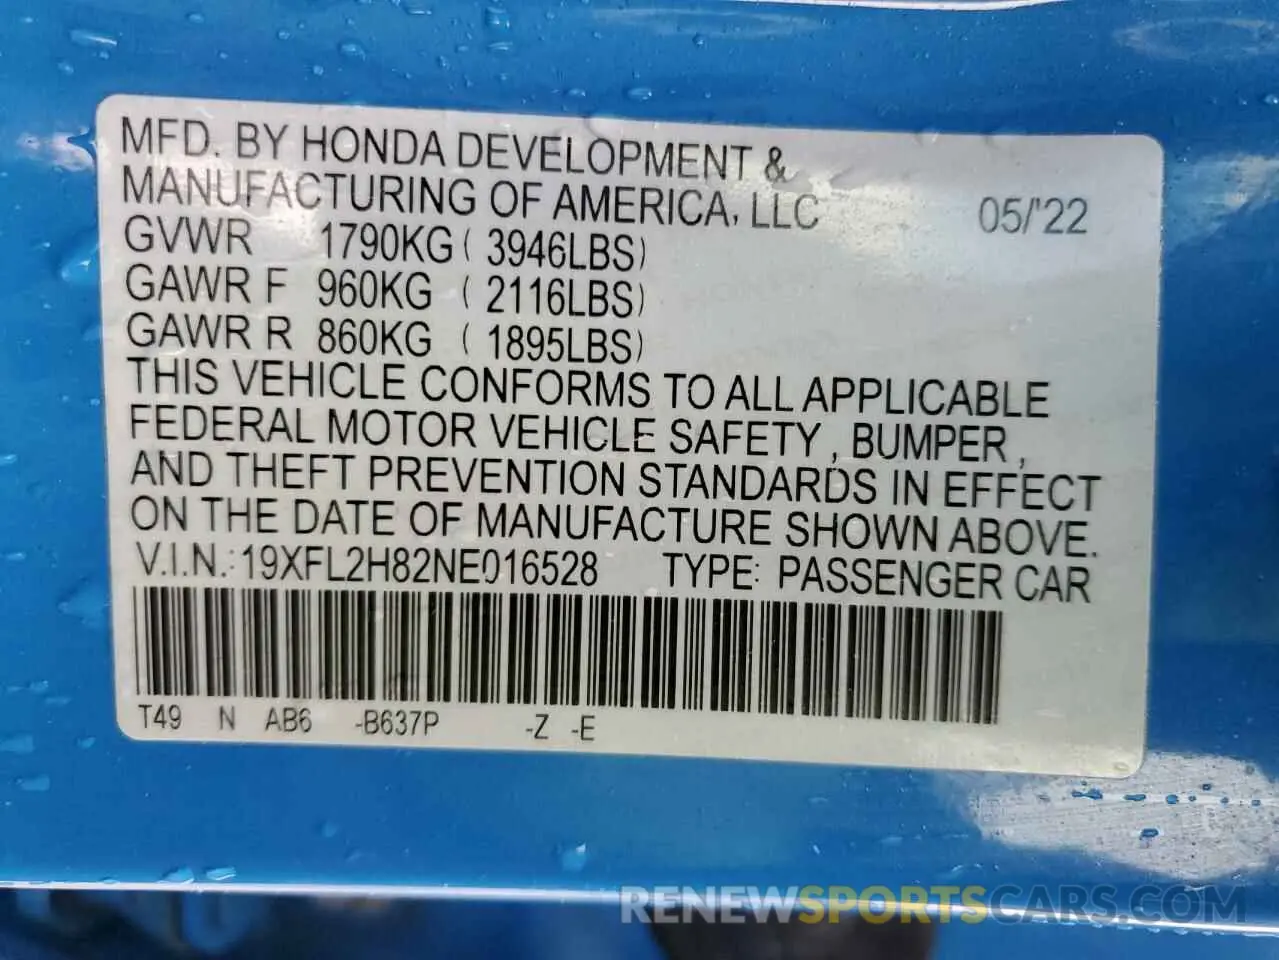 MFD. BY HONDA DEVELOPMENT &
MANUFACTURING OF AMERICA, LLC 05/'22
GVWR 1790KG ( 3946LBS)
GAWR F 960KG ( 2116LBS)
GAWR R 860KG ( 1895LBS)
THIS VEHICLE CONFORMS TO ALL APPLICABLE
FEDERAL MOTOR VEHICLE SAFETY , BUMPER ,
AND THEFT PREVENTION STANDARDS IN EFFECT
ON THE DATE OF MANUFACTURE SHOWN ABOVE.
V.I.N.: 19XFL2H82NE016528 TYPE: PASSENGER CAR
T49 N AB6 -B637P -Z -E
RENEWSPORTSCARS.COM